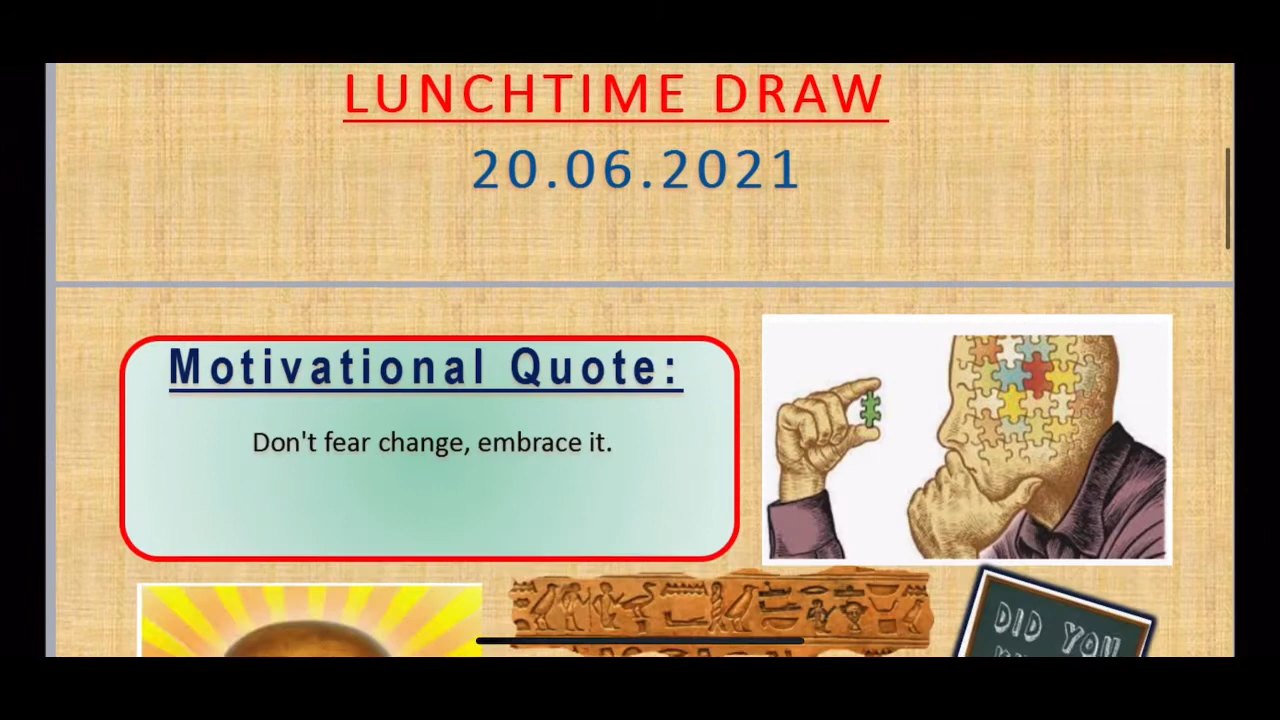 LUNCHTIME DRAW
20.06.2021
Motivational Quote:
Don't fear change, embrace it.
DID YOU